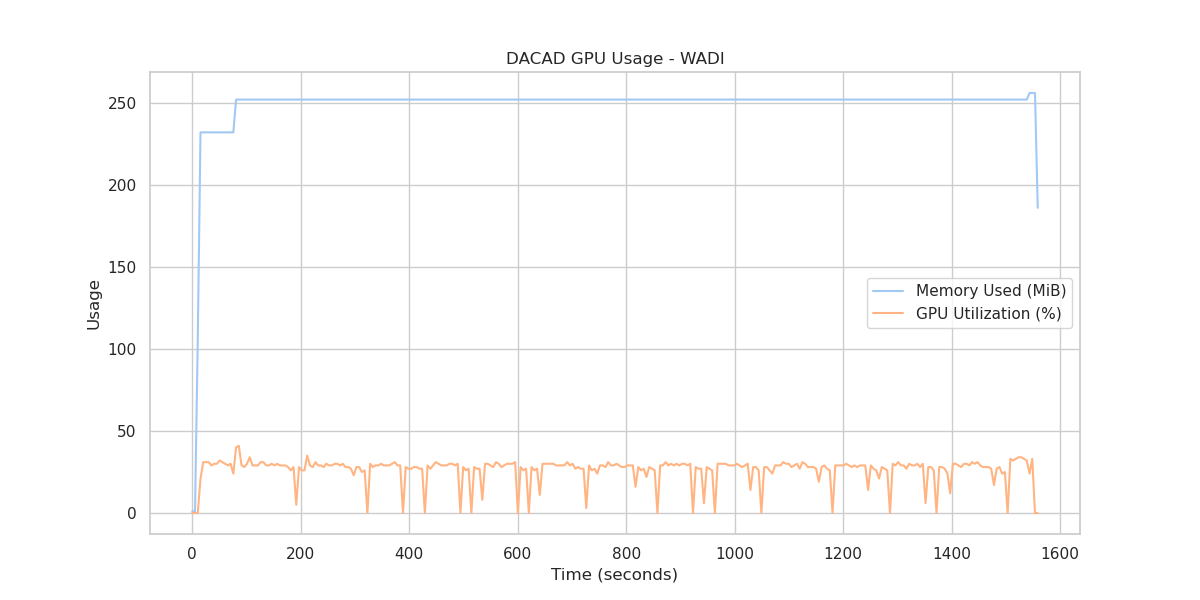 DACAD GPU Usage - WADI
250
200
150
100
50
0
Usage
Memory Used (MiB)
GPU Utilization (%)
0 200 400 600 800 1000 1200 1400 1600
Time (seconds)